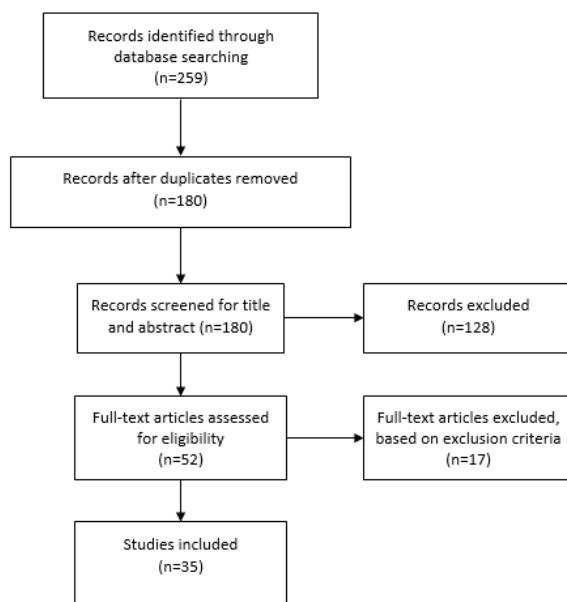 Records identified through
database searching
(n=259)
Records after duplicates removed
(n=180)
Records screened for title
and abstract (n=180)
Records excluded
(n=128)
Full-text articles assessed
for eligibility
(n=52)
Full-text articles excluded,
based on exclusion criteria
(n=17)
Studies included
(n=35)